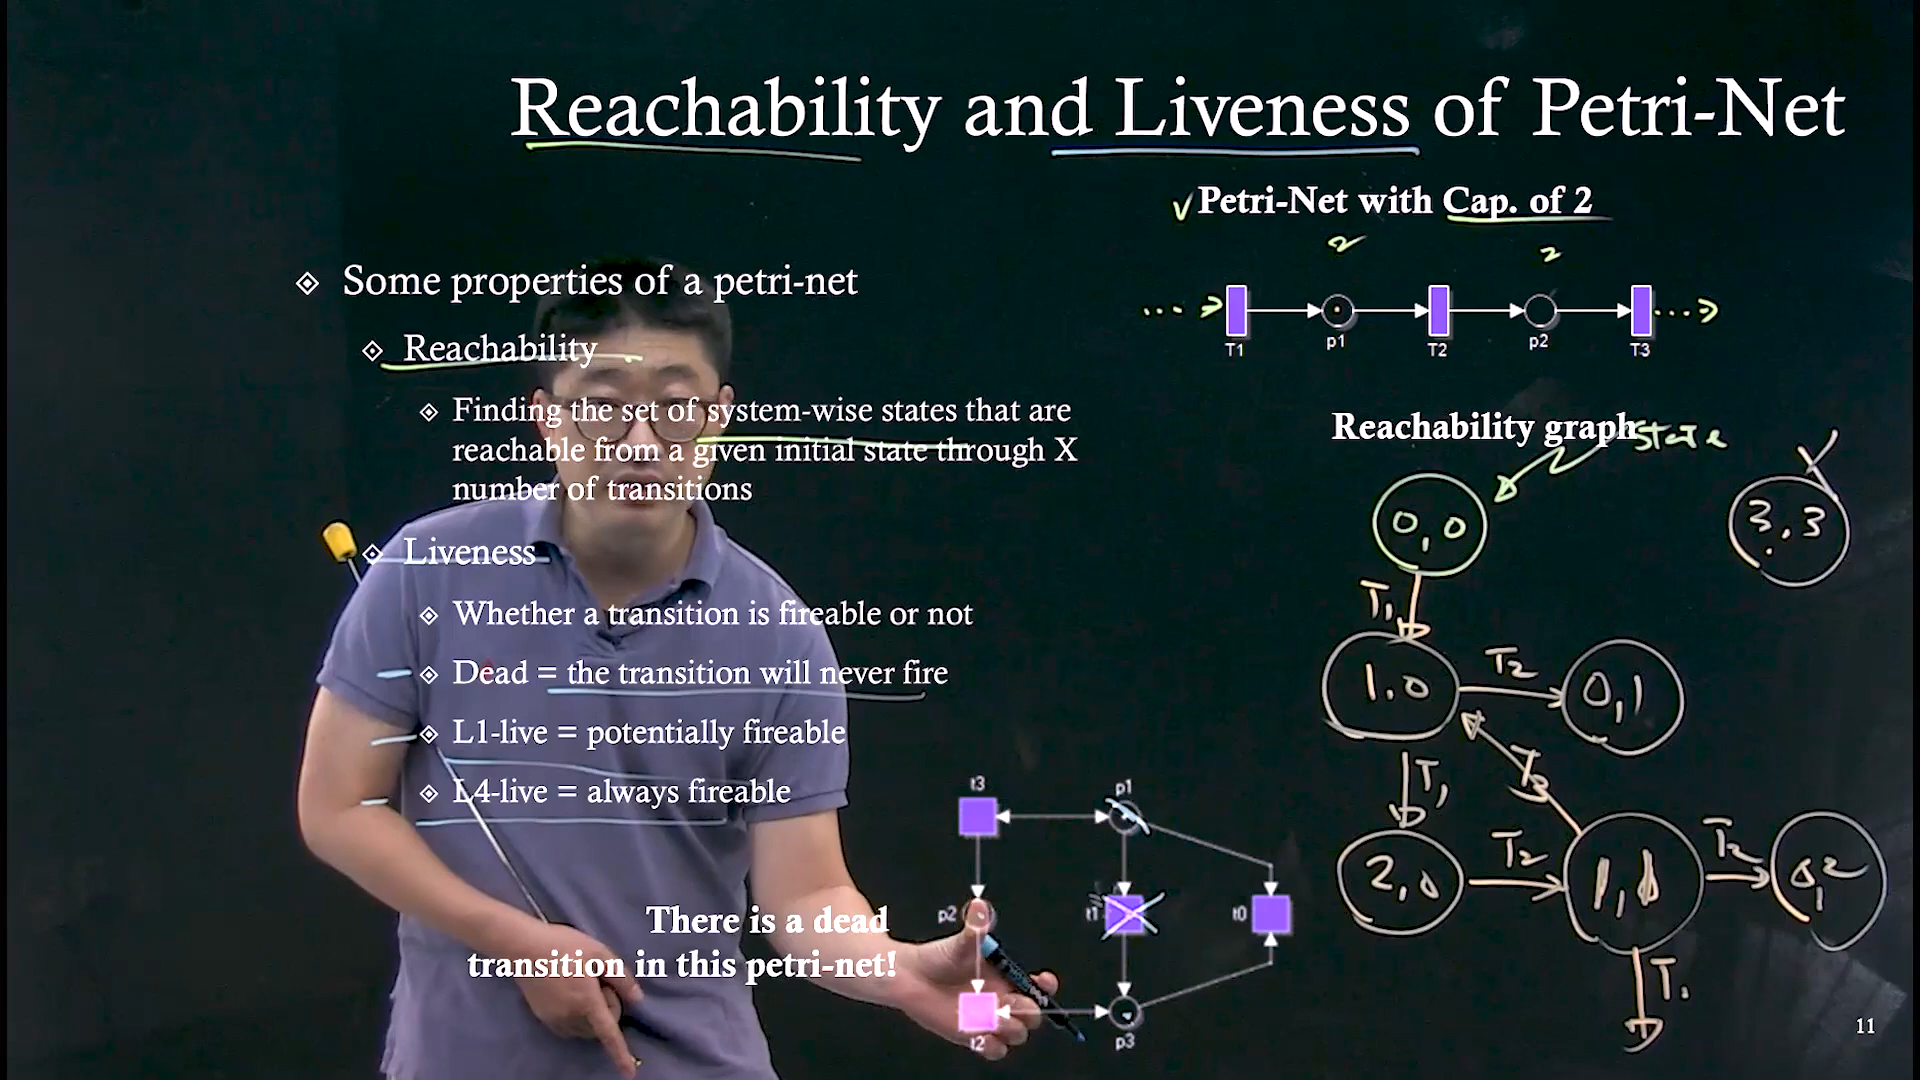 Reachability and Liveness of Petri-Net
Petri-Net with Cap. of 2
2 2
T1 p1 T2 p2 T3
Some properties of a petri-net
Reachability
Finding the set of system-wise states that are
reachable from a given initial state through X
number of transitions
Liveness
Whether a transition is fireable or not
Dead = the transition will never fire
L1-live = potentially fireable
L4-live = always fireable
There is a dead
transition in this petri-net!
Reachability graph
state
0,0
3,3
T1
1,0
T2
0,1
T1
T3
2,0
T2
T2
0,2
T1
t3 p1
p2 t1 t0
t2 p3
11